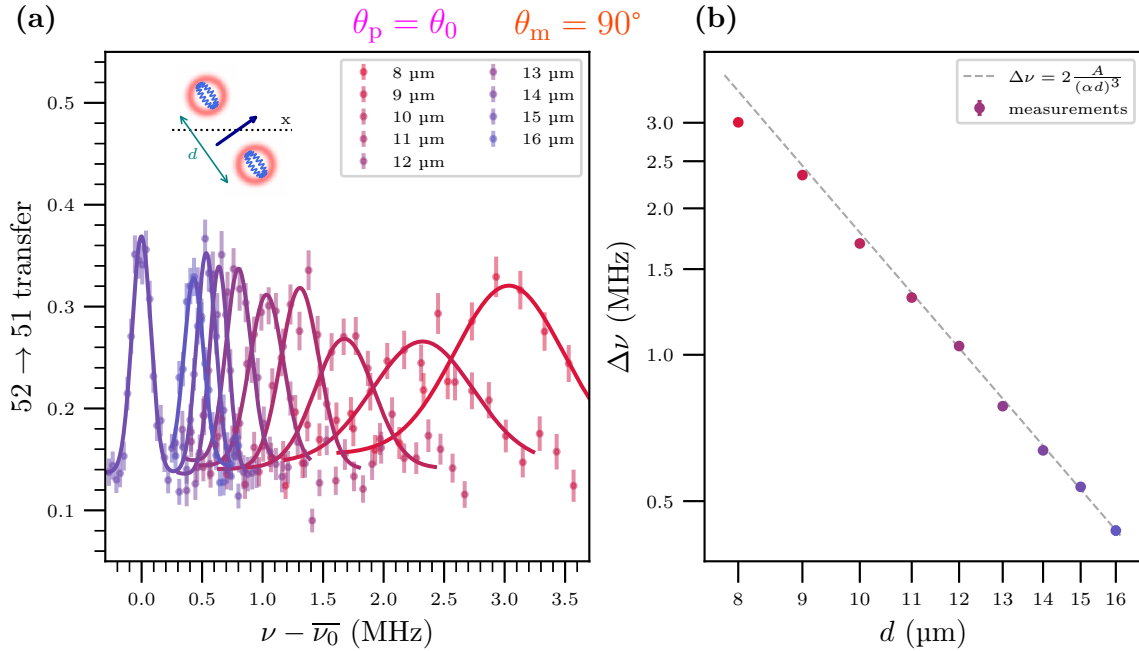 (a)
θp = θ0
θm = 90°
(b)
8 µm
9 µm
10 µm
11 µm
12 µm
13 µm
14 µm
15 µm
16 µm
x
d
0.5
0.4
0.3
0.2
0.1
52 → 51 transfer
0.0 0.5 1.0 1.5 2.0 2.5 3.0 3.5
ν − ν̅₀ (MHz)
Δν = 2 A/(αd)³
measurements
3.0
2.5
2.0
1.5
1.0
0.5
Δν (MHz)
8 9 10 11 12 13 14 15 16
d (µm)